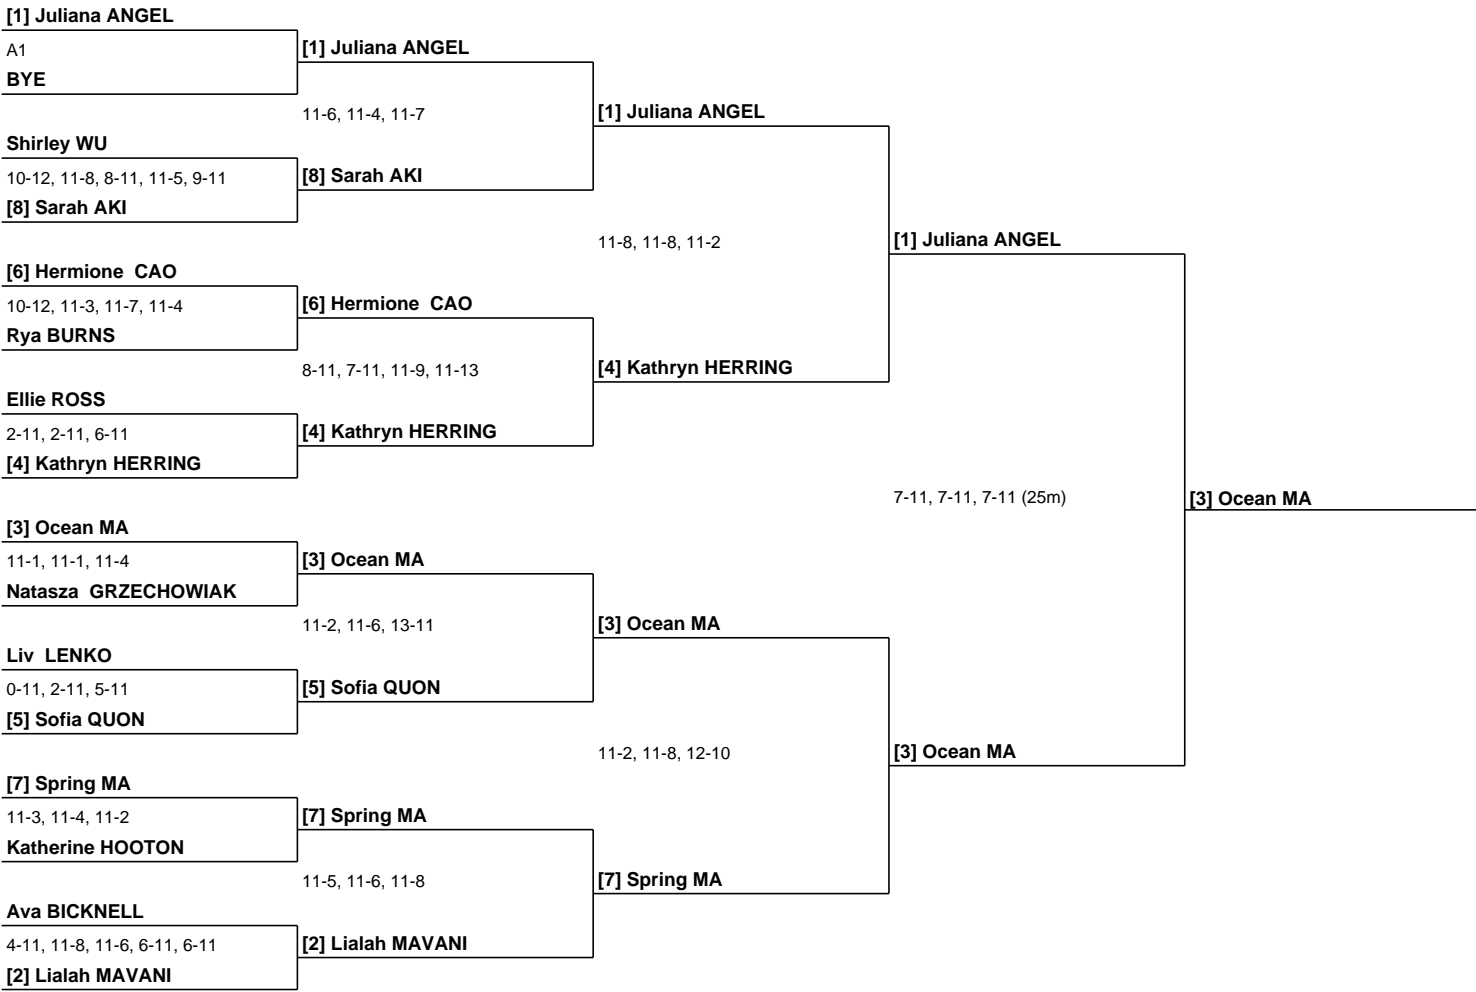 [1] Juliana ANGEL
A1
BYE
Shirley WU
10-12, 11-8, 8-11, 11-5, 9-11
[8] Sarah AKI
[6] Hermione  CAO
10-12, 11-3, 11-7, 11-4
Rya BURNS
Ellie ROSS
2-11, 2-11, 6-11
[4] Kathryn HERRING
[3] Ocean MA
11-1, 11-1, 11-4
Natasza  GRZECHOWIAK
Liv  LENKO
0-11, 2-11, 5-11
[5] Sofia QUON
[7] Spring MA
11-3, 11-4, 11-2
Katherine HOOTON
Ava BICKNELL
4-11, 11-8, 11-6, 6-11, 6-11
[2] Lialah MAVANI
[1] Juliana ANGEL
11-6, 11-4, 11-7
[8] Sarah AKI
[6] Hermione  CAO
8-11, 7-11, 11-9, 11-13
[4] Kathryn HERRING
[3] Ocean MA
11-2, 11-6, 13-11
[5] Sofia QUON
[7] Spring MA
11-5, 11-6, 11-8
[2] Lialah MAVANI
[1] Juliana ANGEL
11-8, 11-8, 11-2
[4] Kathryn HERRING
[3] Ocean MA
11-2, 11-8, 12-10
[7] Spring MA
[1] Juliana ANGEL
7-11, 7-11, 7-11 (25m)
[3] Ocean MA
[3] Ocean MA